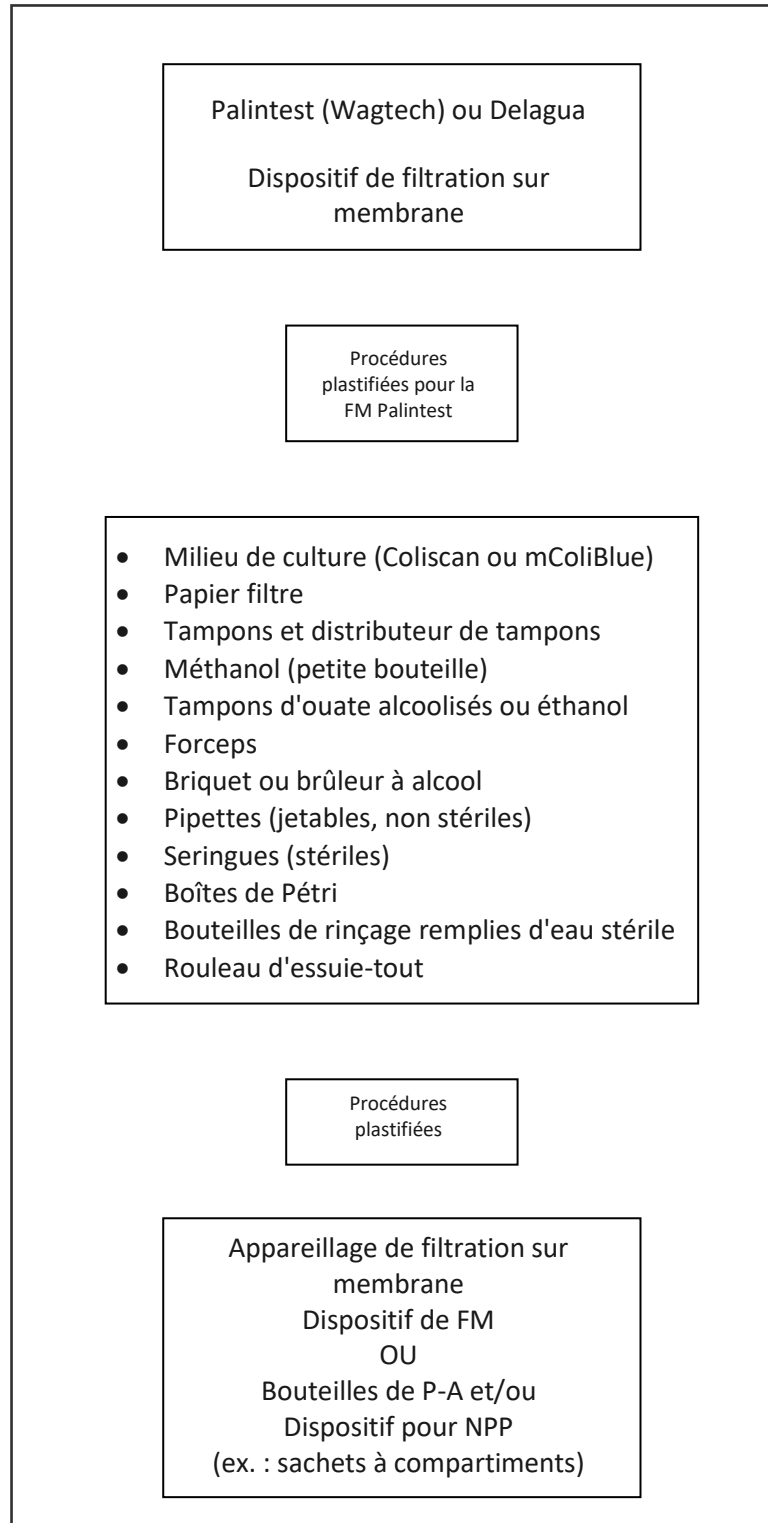 Palintest (Wagtech) ou Delagua
Dispositif de filtration sur
membrane
Procédures
plastifiées pour la
FM Palintest
• Milieu de culture (Coliscan ou mColiBlue)
• Papier filtre
• Tampons et distributeur de tampons
• Méthanol (petite bouteille)
• Tampons d'ouate alcoolisés ou éthanol
• Forceps
• Briquet ou brûleur à alcool
• Pipettes (jetables, non stériles)
• Seringues (stériles)
• Boîtes de Pétri
• Bouteilles de rinçage remplies d'eau stérile
• Rouleau d'essuie-tout
Procédures
plastifiées
Appareillage de filtration sur
membrane
Dispositif de FM
OU
Bouteilles de P-A et/ou
Dispositif pour NPP
(ex. : sachets à compartiments)